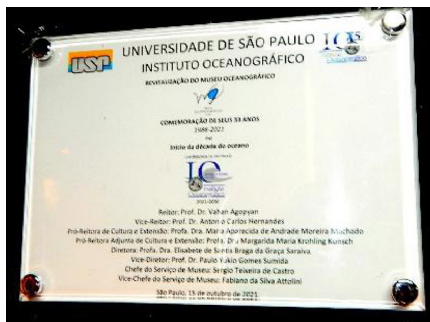 USP
UNIVERSIDADE DE SÃO PAULO
INSTITUTO OCEANOGRÁFICO
REVITALIZAÇÃO DO MUSEU OCEANOGRÁFICO
COMEMORAÇÃO DE SEUS 33 ANOS
1988-2021
Início da década do oceano
IO
Reitor: Prof. Dr. Vahan Agopyan
Vice-Reitor: Prof. Dr. Antonio Carlos Hernandes
Pró-Reitora de Cultura e Extensão: Profa. Dra. Maria Aparecida de Andrade Moreira Machado
Pró-Reitora Adjunta de Cultura e Extensão: Profa. Dra Margarida Maria Krohling Kunsch
Diretora: Profa. Dra. Elisabete de Santis Braga da Graça Saraiva
Vice-Diretor: Prof. Dr. Paulo Yukio Gomes Sumida
Chefe do Serviço de Museu: Sergio Teixeira de Castro
Vice-Chefe do Serviço de Museu: Fabiano da Silva Attolini
São Paulo, 15 de outubro de 2021